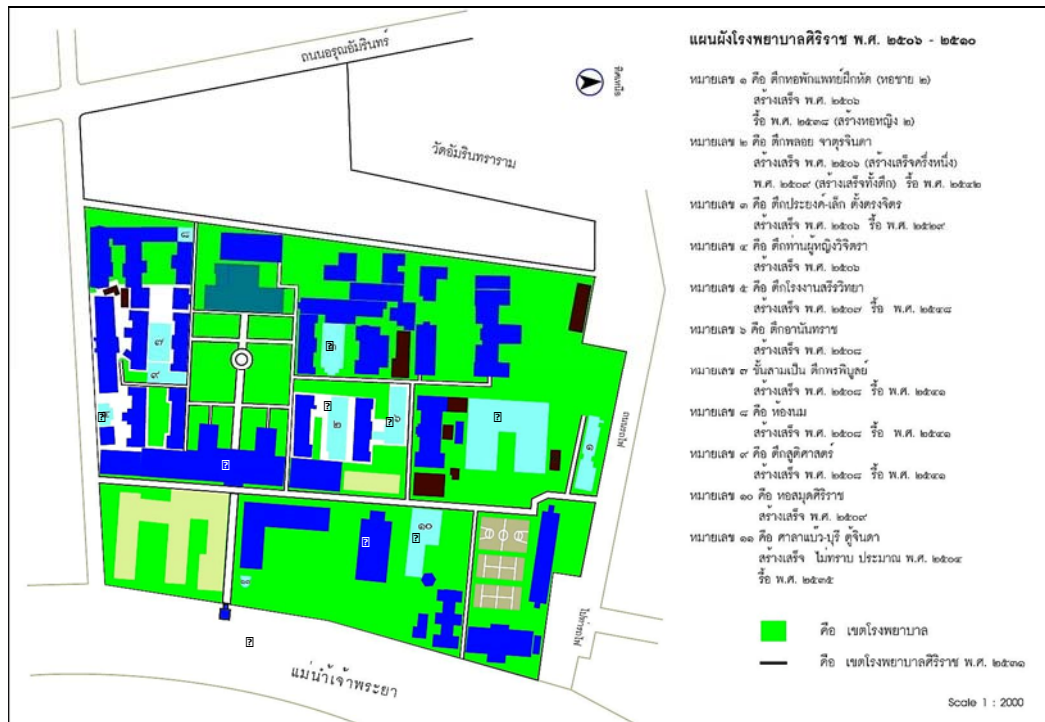 แผนผังโรงพยาบาลศิริราช พ.ศ. ๒๕๐๖ - ๒๕๑๐
หมายเลข ๑ คือ ตึกหอพักแพทย์ฝึกหัด (หอชาย ๒)
สร้างเสร็จ พ.ศ. ๒๕๐๖
รื้อ พ.ศ. ๒๕๓๘ (สร้างหอหญิง ๒)
หมายเลข ๒ คือ ตึกพลอย จาตุรจินดา
สร้างเสร็จ พ.ศ. ๒๕๐๖ (สร้างเสร็จครึ่งหนึ่ง)
พ.ศ. ๒๕๐๙ (สร้างเสร็จทั้งตึก) รื้อ พ.ศ. ๒๕๔๒
หมายเลข ๓ คือ ตึกประยงค์-เล็ก ตั้งตรงจิตร
สร้างเสร็จ พ.ศ. ๒๕๐๖ รื้อ พ.ศ. ๒๕๒๙
หมายเลข ๔ คือ ตึกท่านผู้หญิงวิจิตรา
สร้างเสร็จ พ.ศ. ๒๕๐๖
หมายเลข ๕ คือ ตึกโรงงานสรีรวิทยา
สร้างเสร็จ พ.ศ. ๒๕๐๗ รื้อ พ.ศ. ๒๕๔๘
หมายเลข ๖ คือ ตึกอานันทราช
สร้างเสร็จ พ.ศ. ๒๕๐๘
หมายเลข ๗ ชั้นสามเป็น ตึกพรพิบูลย์
สร้างเสร็จ พ.ศ. ๒๕๐๘ รื้อ พ.ศ. ๒๕๔๑
หมายเลข ๘ คือ ห้องนม
สร้างเสร็จ พ.ศ. ๒๕๐๘ รื้อ พ.ศ. ๒๕๔๑
หมายเลข ๙ คือ ตึกสูติศาสตร์
สร้างเสร็จ พ.ศ. ๒๕๐๘ รื้อ พ.ศ. ๒๕๔๑
หมายเลข ๑๐ คือ หอสมุดศิริราช
สร้างเสร็จ พ.ศ. ๒๕๐๙
หมายเลข ๑๑ คือ ศาลาแบ๊ว-บุรี ตู้จินดา
สร้างเสร็จ ไม่ทราบ ประมาณ พ.ศ. ๒๕๐๔
รื้อ พ.ศ. ๒๕๓๕
คือ เขตโรงพยาบาล
คือ เขตโรงพยาบาลศิริราช พ.ศ. ๒๕๓๑
Scale 1 : 2000
ถนนอรุณอัมรินทร์
ทิศเหนือ
วัดอัมรินทราราม
๘
๗
๙
๒
๖
๑
ถนนรถไฟ
๑๐
แม่น้ำเจ้าพระยา